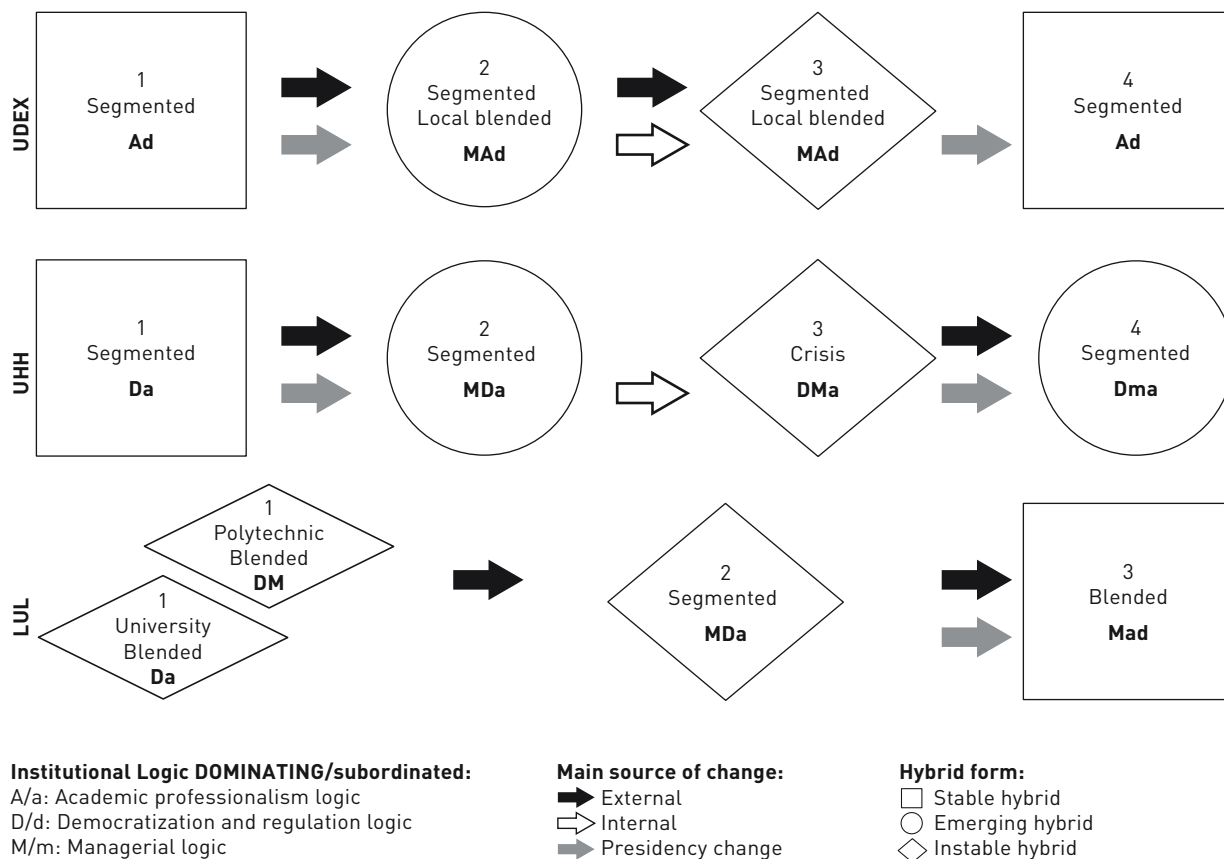 UDEX
1
Segmented
Ad
2
Segmented
Local blended
MAd
3
Segmented
Local blended
MAd
4
Segmented
Ad
UHH
1
Segmented
Da
2
Segmented
MDa
3
Crisis
DMa
4
Segmented
Dma
LUL
1
Polytechnic
Blended
DM
1
University
Blended
Da
2
Segmented
MDa
3
Blended
Mad
Institutional Logic DOMINATING/subordinated:
A/a: Academic professionalism logic
D/d: Democratization and regulation logic
M/m: Managerial logic
Main source of change:
External
Internal
Presidency change
Hybrid form:
Stable hybrid
Emerging hybrid
Instable hybrid